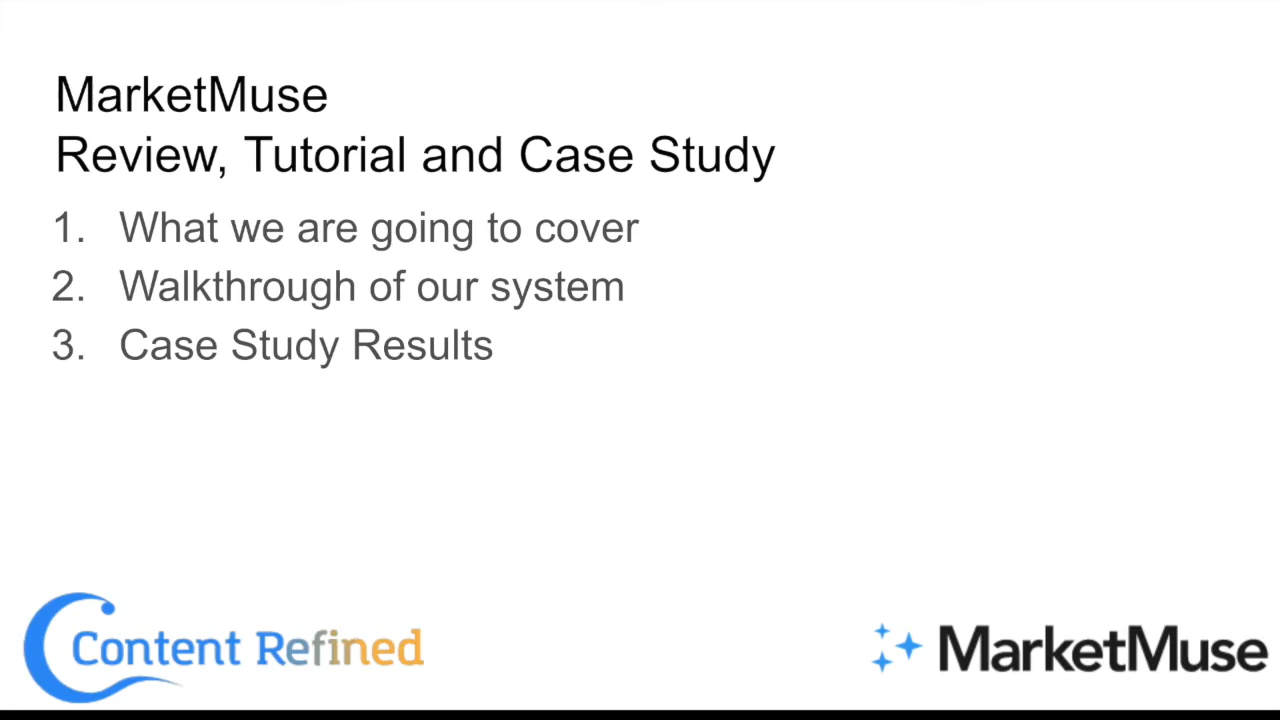 MarketMuse
Review, Tutorial and Case Study
1. What we are going to cover
2. Walkthrough of our system
3. Case Study Results
Content Refined
MarketMuse